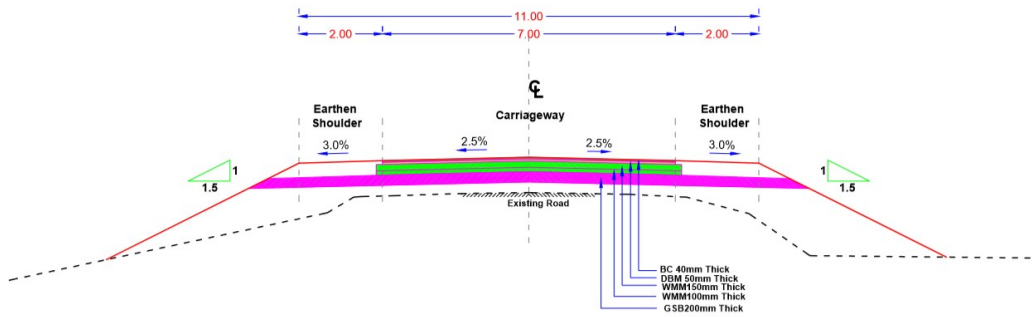 11.00
2.00 7.00 2.00
℄
Earthen
Shoulder
Carriageway
Earthen
Shoulder
3.0% 2.5% 2.5% 3.0%
1
1.5
1
1.5
Existing Road
BC 40mm Thick
DBM 50mm Thick
WMM150mm Thick
WMM100mm Thick
GSB200mm Thick